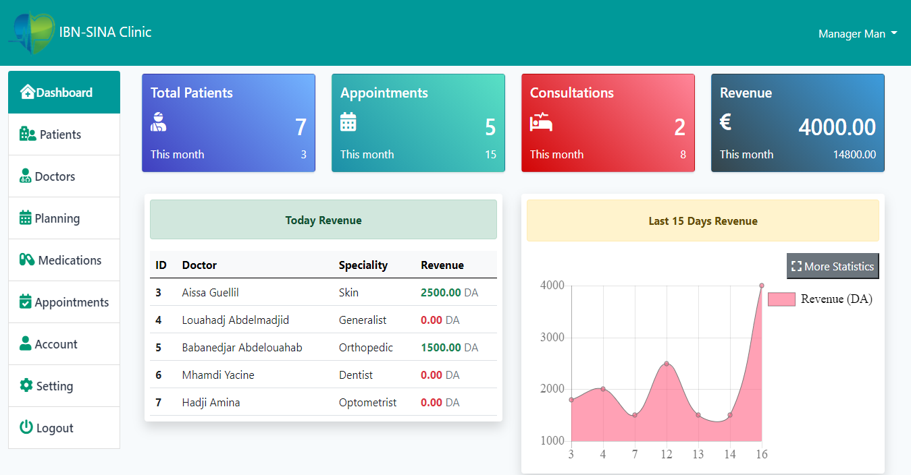 IBN-SINA Clinic
Manager Man
Dashboard
Patients
Doctors
Planning
Medications
Appointments
Account
Setting
Logout
Total Patients
7
This month 3
Appointments
5
This month 15
Consultations
2
This month 8
Revenue
€ 4000.00
This month 14800.00
Today Revenue
ID Doctor Speciality Revenue
3 Aissa Guellil Skin 2500.00 DA
4 Louahadj Abdelmadjid Generalist 0.00 DA
5 Babanedjar Abdelouahab Orthopedic 1500.00 DA
6 Mhamdi Yacine Dentist 0.00 DA
7 Hadji Amina Optometrist 0.00 DA
Last 15 Days Revenue
More Statistics
Revenue (DA)
4000
3000
2000
1000
3 4 7 12 13 14 16